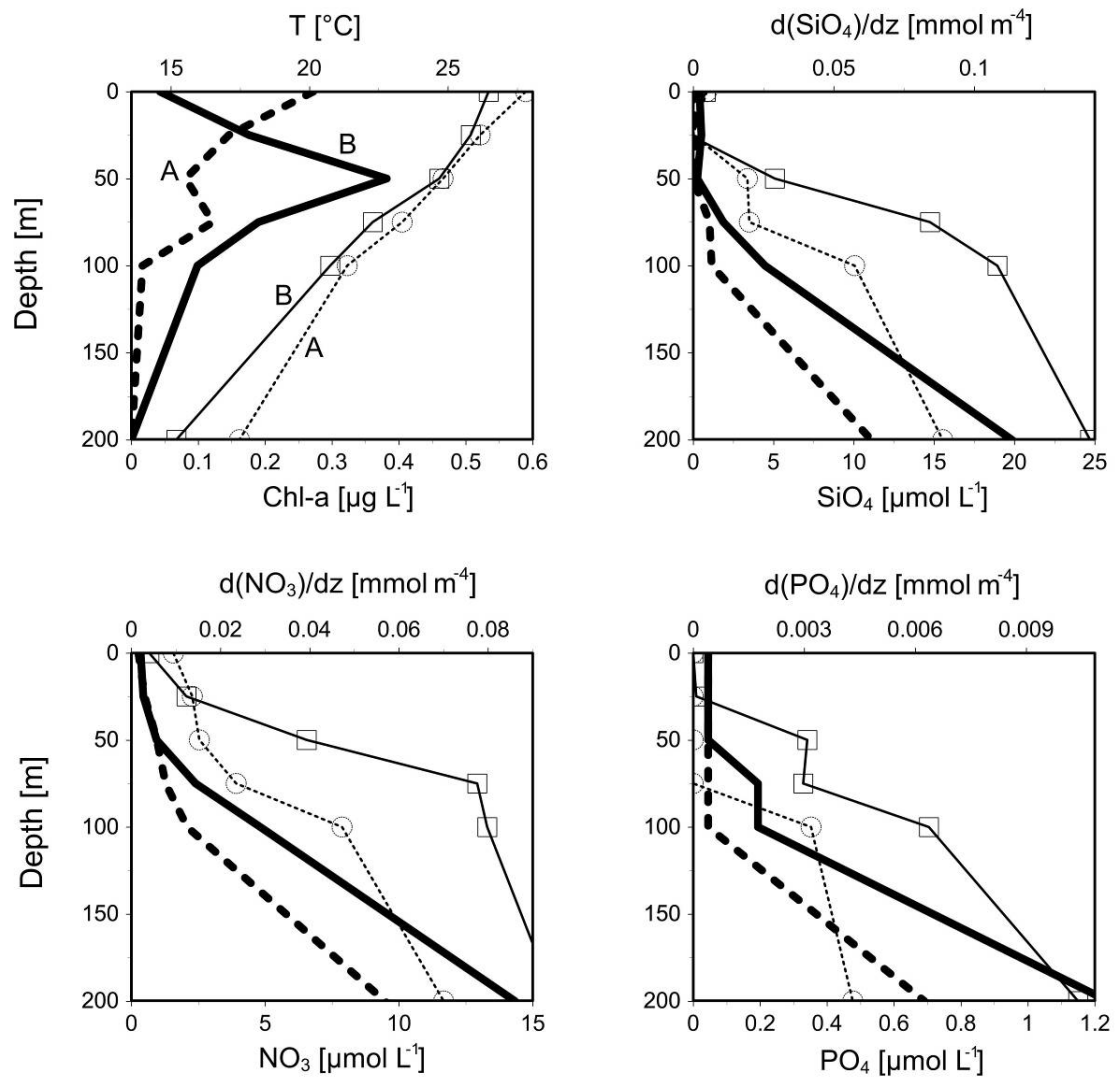 T [°C]
15 20 25
0
50
100
150
200
Depth [m]
A
B
B
A
0 0.1 0.2 0.3 0.4 0.5 0.6
Chl-a [µg L⁻¹]
d(SiO₄)/dz [mmol m⁻⁴]
0 0.05 0.1
0
50
100
150
200
0 5 10 15 20 25
SiO₄ [µmol L⁻¹]
d(NO₃)/dz [mmol m⁻⁴]
0 0.02 0.04 0.06 0.08
0
50
100
150
200
Depth [m]
0 5 10 15
NO₃ [µmol L⁻¹]
d(PO₄)/dz [mmol m⁻⁴]
0 0.003 0.006 0.009
0
50
100
150
200
0 0.2 0.4 0.6 0.8 1 1.2
PO₄ [µmol L⁻¹]